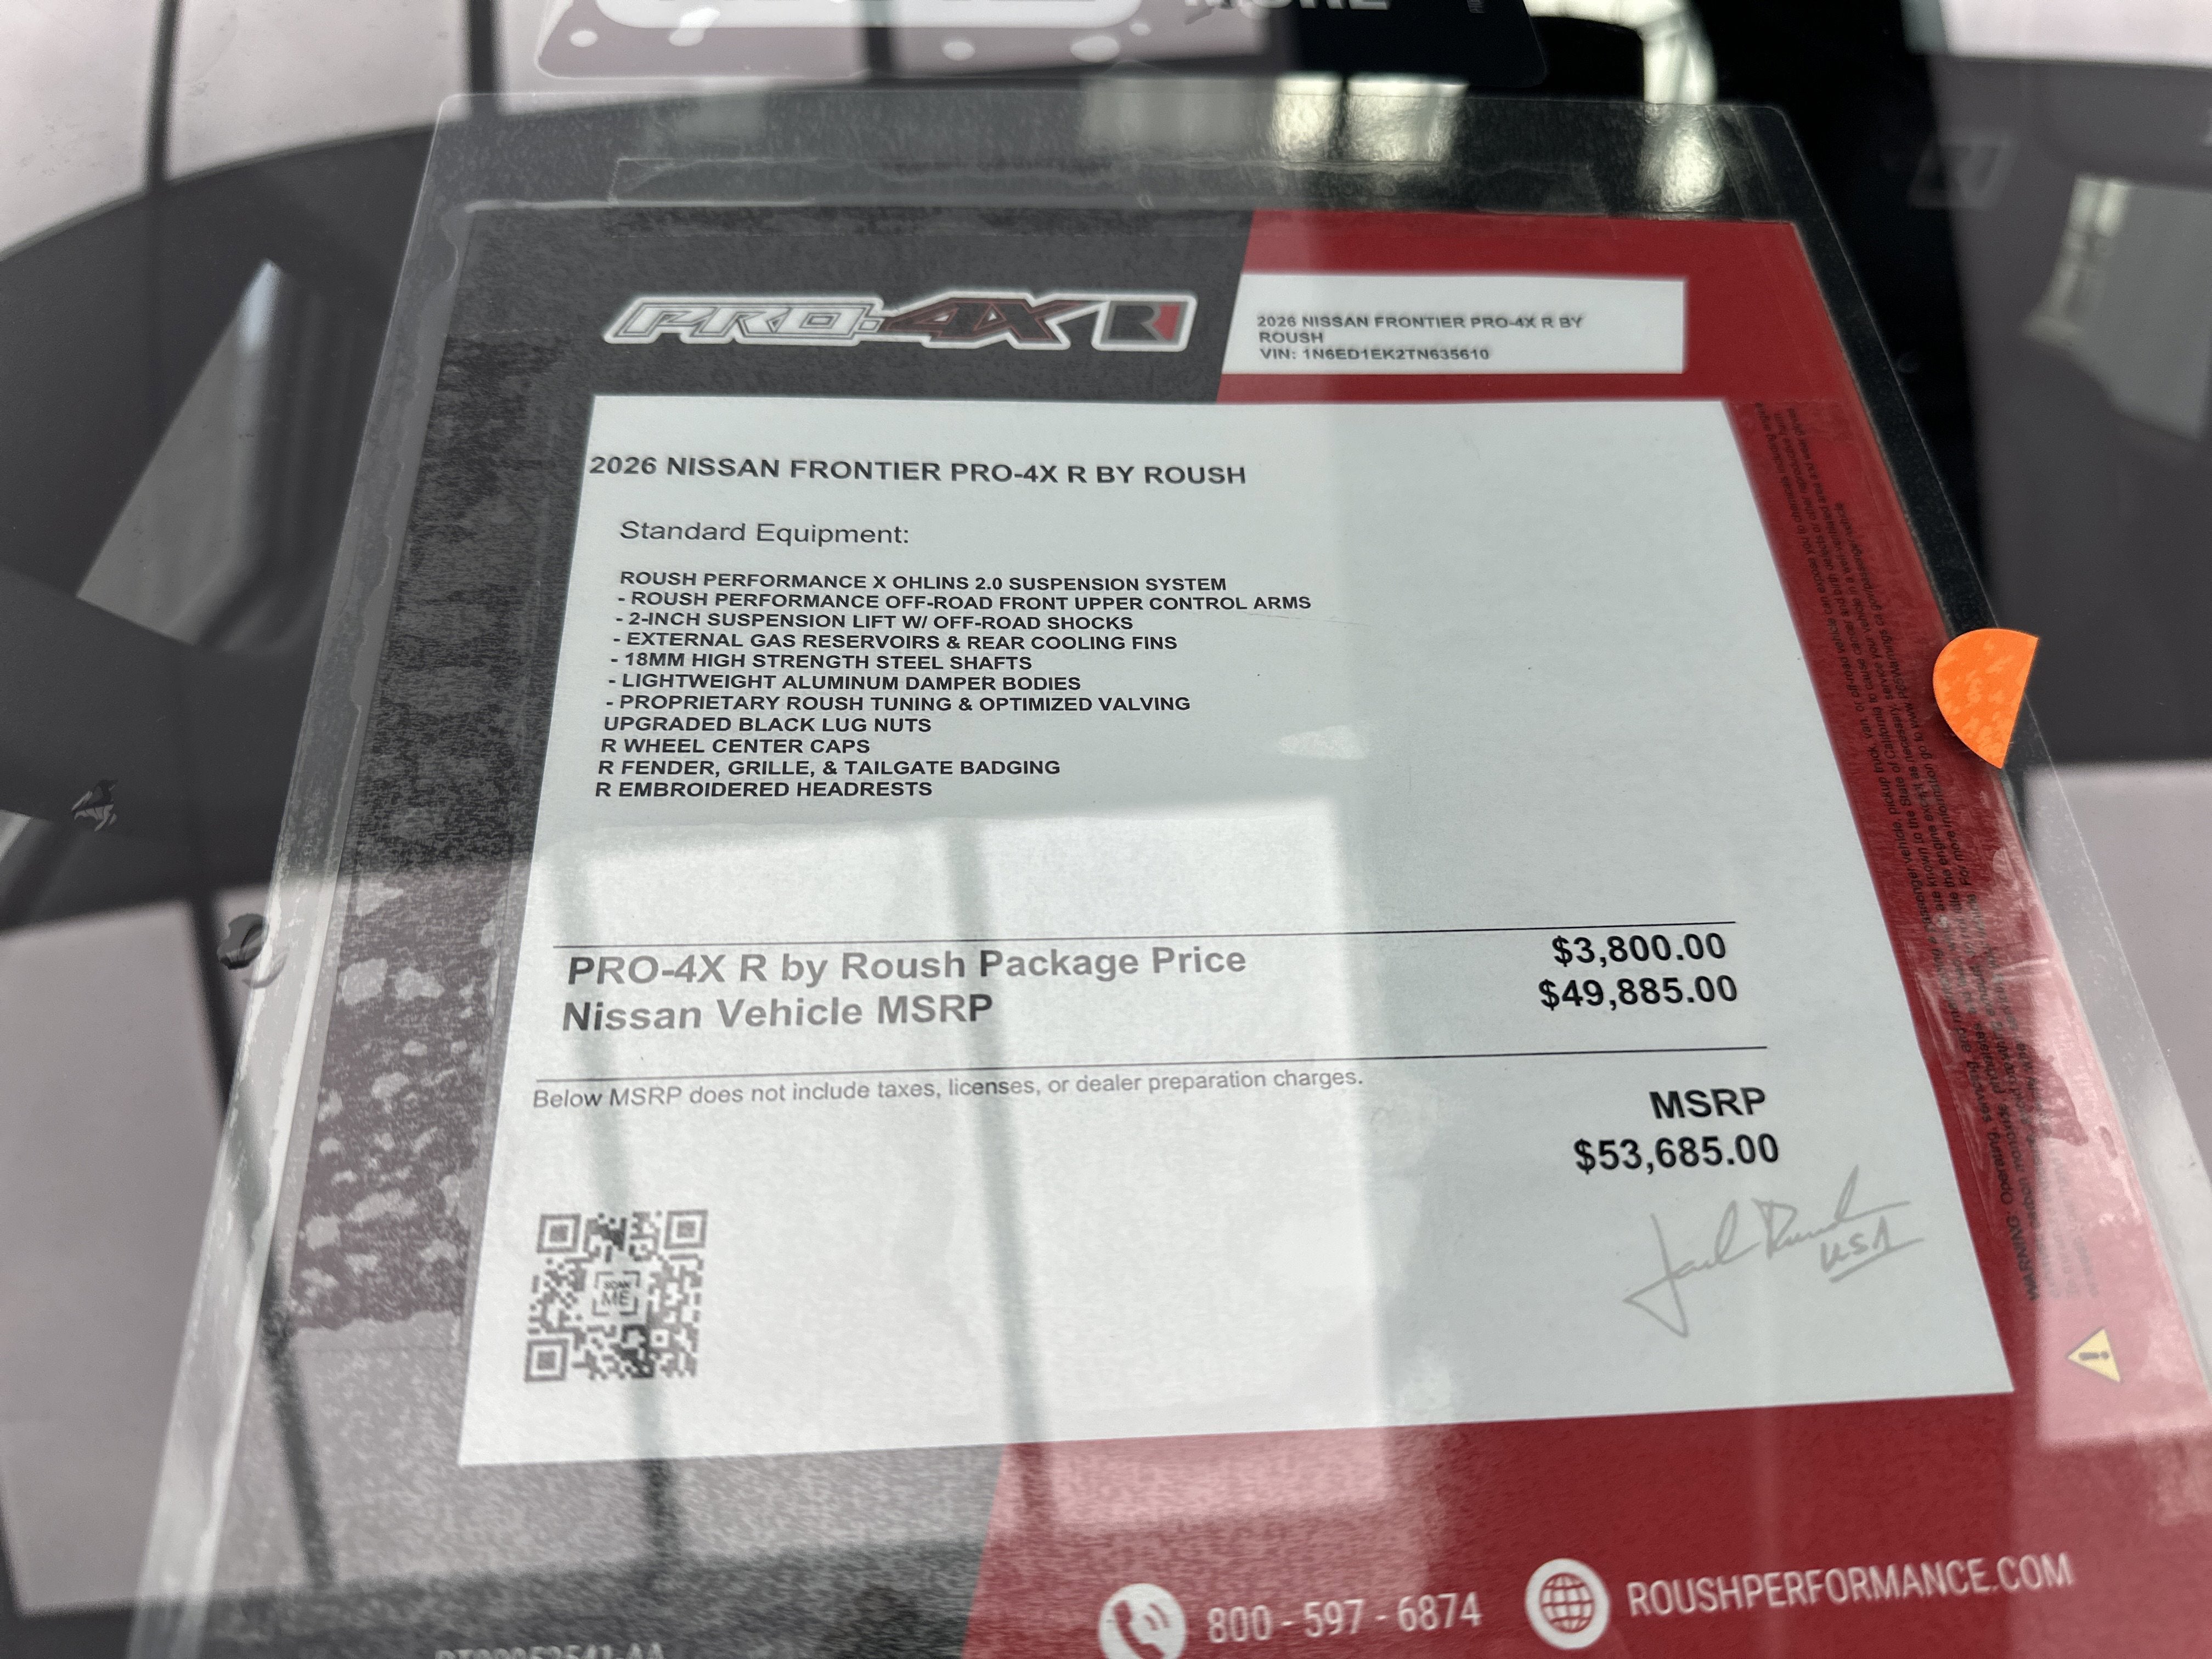 MORE
PRO-4X R
2026 NISSAN FRONTIER PRO-4X R BY
ROUSH
VIN: 1N6ED1EK2TN635610
2026 NISSAN FRONTIER PRO-4X R BY ROUSH
Standard Equipment:
ROUSH PERFORMANCE X OHLINS 2.0 SUSPENSION SYSTEM
- ROUSH PERFORMANCE OFF-ROAD FRONT UPPER CONTROL ARMS
- 2-INCH SUSPENSION LIFT W/ OFF-ROAD SHOCKS
- EXTERNAL GAS RESERVOIRS & REAR COOLING FINS
- 18MM HIGH STRENGTH STEEL SHAFTS
- LIGHTWEIGHT ALUMINUM DAMPER BODIES
- PROPRIETARY ROUSH TUNING & OPTIMIZED VALVING
UPGRADED BLACK LUG NUTS
R WHEEL CENTER CAPS
R FENDER, GRILLE, & TAILGATE BADGING
R EMBROIDERED HEADRESTS
PRO-4X R by Roush Package Price $3,800.00
Nissan Vehicle MSRP $49,885.00
Below MSRP does not include taxes, licenses, or dealer preparation charges.
MSRP
$53,685.00
SCAN
ME
Jack Roush
USA
800 - 597 - 6874
ROUSHPERFORMANCE.COM